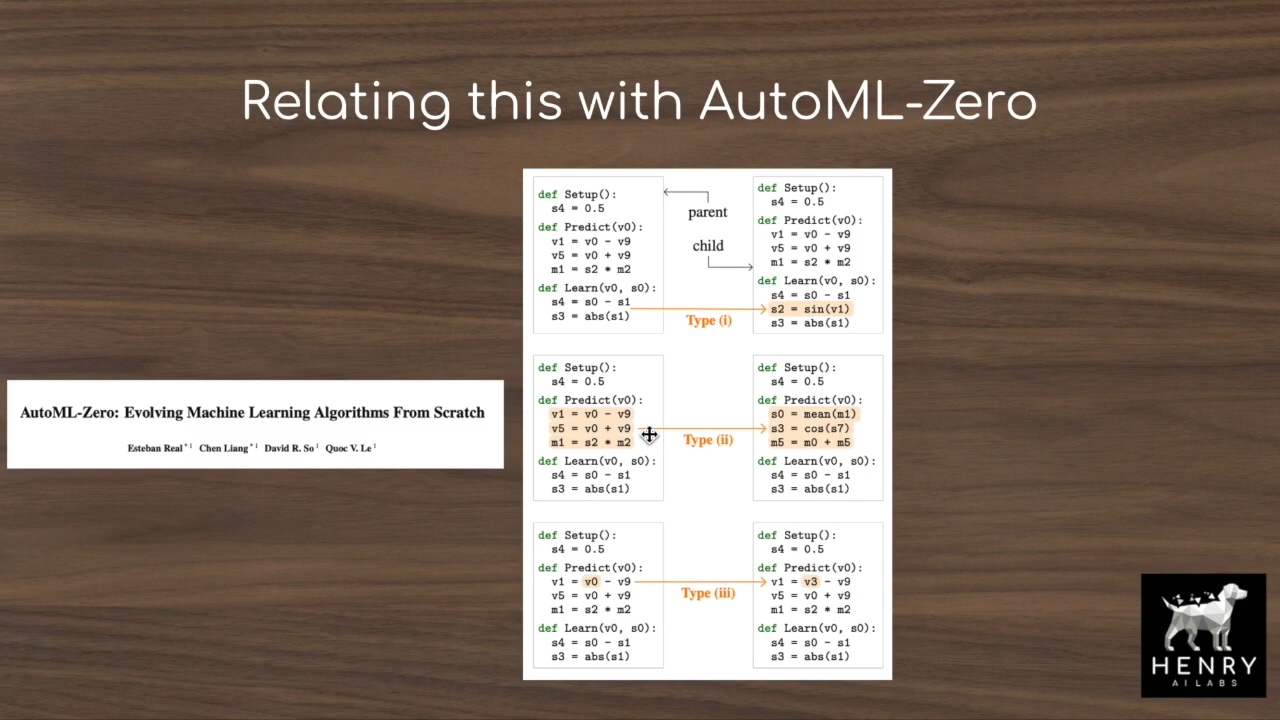 Relating this with AutoML-Zero
AutoML-Zero: Evolving Machine Learning Algorithms From Scratch
Esteban Real *1 Chen Liang *1 David R. So 1 Quoc V. Le 1
def Setup():
s4 = 0.5
def Predict(v0):
v1 = v0 - v9
v5 = v0 + v9
m1 = s2 * m2
def Learn(v0, s0):
s4 = s0 - s1
s3 = abs(s1)
parent
child
Type (i)
def Setup():
s4 = 0.5
def Predict(v0):
v1 = v0 - v9
v5 = v0 + v9
m1 = s2 * m2
def Learn(v0, s0):
s4 = s0 - s1
s2 = sin(v1)
s3 = abs(s1)
def Setup():
s4 = 0.5
def Predict(v0):
v1 = v0 - v9
v5 = v0 + v9
m1 = s2 * m2
def Learn(v0, s0):
s4 = s0 - s1
s3 = abs(s1)
Type (ii)
def Setup():
s4 = 0.5
def Predict(v0):
s0 = mean(m1)
s3 = cos(s7)
m5 = m0 + m5
def Learn(v0, s0):
s4 = s0 - s1
s3 = abs(s1)
def Setup():
s4 = 0.5
def Predict(v0):
v1 = v0 - v9
v5 = v0 + v9
m1 = s2 * m2
def Learn(v0, s0):
s4 = s0 - s1
s3 = abs(s1)
Type (iii)
def Setup():
s4 = 0.5
def Predict(v0):
v1 = v3 - v9
v5 = v0 + v9
m1 = s2 * m2
def Learn(v0, s0):
s4 = s0 - s1
s3 = abs(s1)
HENRY
AI LABS